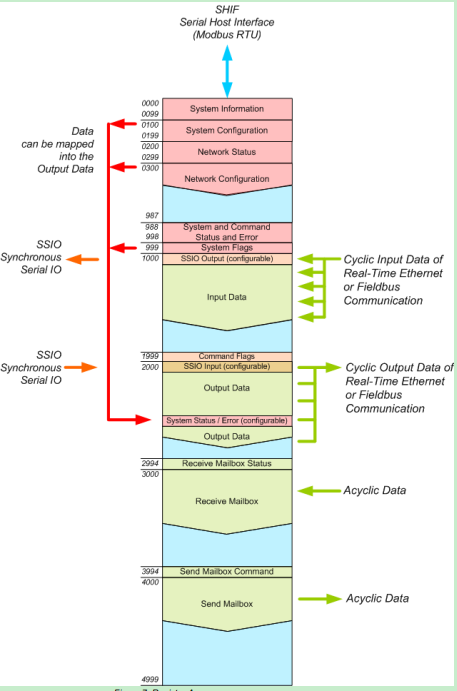 SHIF
Serial Host Interface
(Modbus RTU)
0000
System Information
0099
0100
System Configuration
0199
0200
Network Status
0299
0300
Network Configuration
Data
can be mapped
into the
Output Data
987
988
System and Command
998
Status and Error
999
System Flags
1000
SSIO Output (configurable)
SSIO
Synchronous
Serial IO
Input Data
Cyclic Input Data of
Real-Time Ethernet
or Fieldbus
Communication
1999
Command Flags
2000
SSIO Input (configurable)
SSIO
Synchronous
Serial IO
Output Data
Cyclic Output Data of
Real-Time Ethernet
or Fieldbus
Communication
System Status / Error (configurable)
Output Data
2994
Receive Mailbox Status
3000
Receive Mailbox
Acyclic Data
3994
Send Mailbox Command
4000
Send Mailbox
Acyclic Data
4999